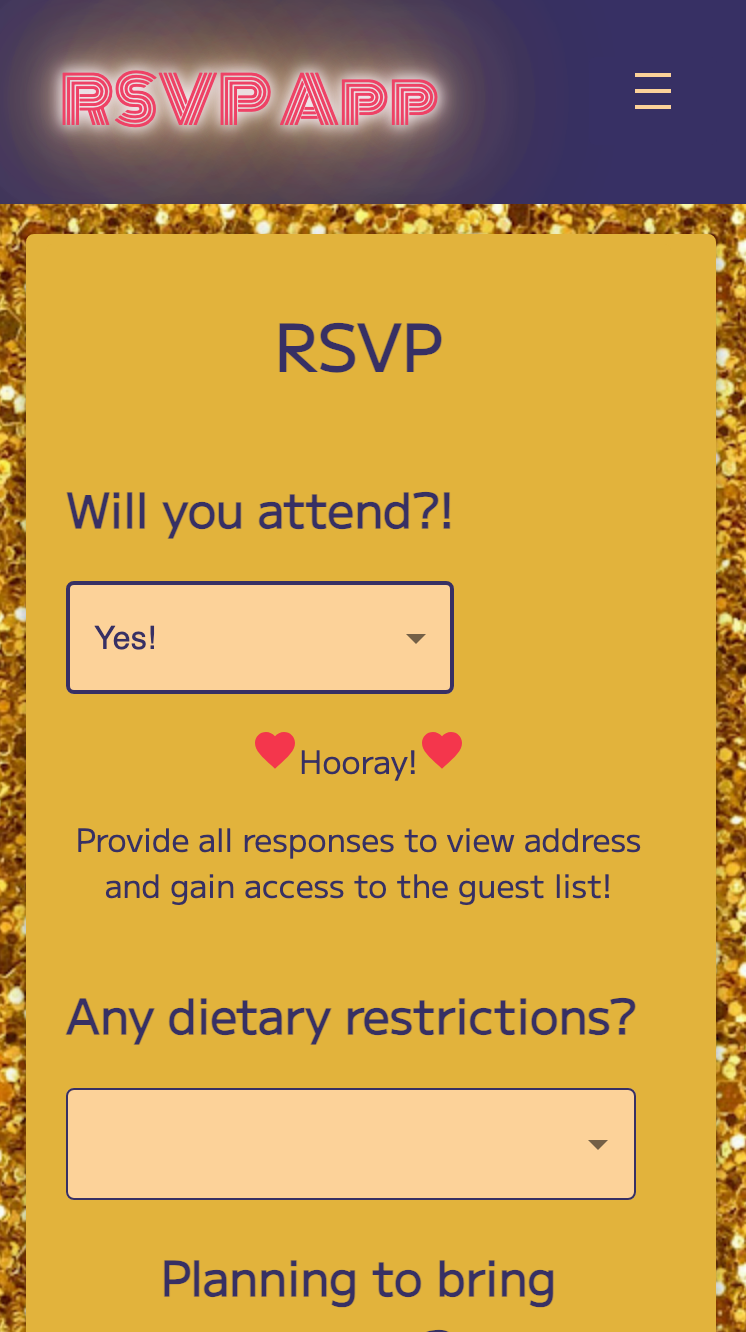 RSVP App
RSVP
Will you attend?!
Yes!
Hooray!
Provide all responses to view address
and gain access to the guest list!
Any dietary restrictions?
Planning to bring